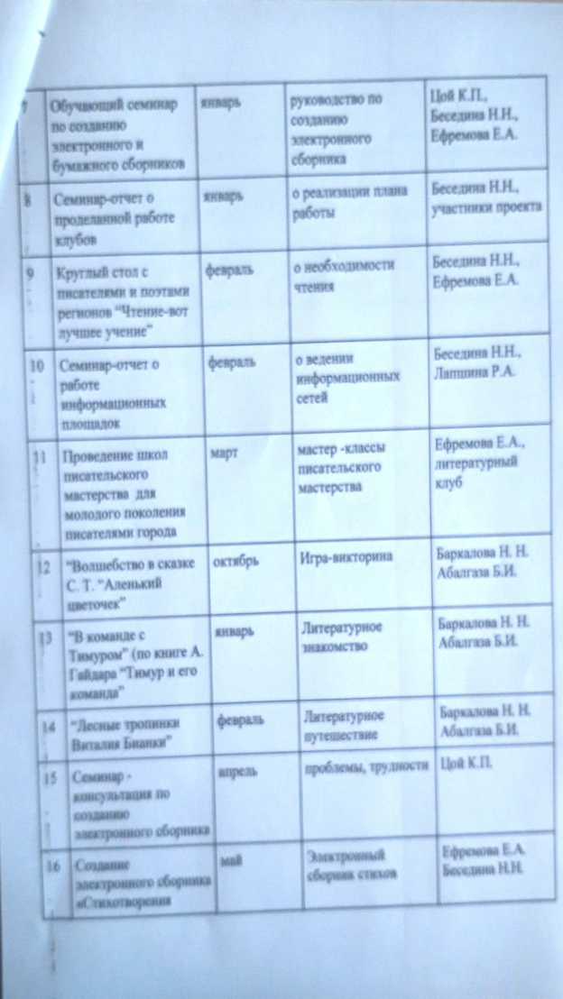 7 Обучающий семинар январь руководство по Цой К.П.,
по созданию созданию Беседина Н.Н.,
электронного и электронного Ефремова Е.А.
бумажного сборников сборника
8 Семинар-отчет о январь о реализации плана Беседина Н.Н.,
проделанной работе работы участники проекта
клубов
9 Круглый стол с февраль о необходимости Беседина Н.Н.,
писателями и поэтами чтения Ефремова Е.А.
регионов “Чтение-вот
лучшее учение”
10 Семинар-отчет о февраль о ведении Беседина Н.Н.,
работе информационных Лапшина Р.А.
информационных сетей
площадок
11 Проведение школ март мастер -классы Ефремова Е.А.,
писательского писательского литературный
мастерства для мастерства клуб
молодого поколения
писателями города
12 “Волшебство в сказке октябрь Игра-викторина Баркалова Н. Н.
С. Т. “Аленький Абалгаза Б.И.
цветочек”
13 “В команде с январь Литературное Баркалова Н. Н.
Тимуром” (по книге А. знакомство Абалгаза Б.И.
Гайдара “Тимур и его
команда”
14 “Лесные тропинки февраль Литературное Баркалова Н. Н.
Виталия Бианки” путешествие Абалгаза Б.И.
15 Семинар - апрель проблемы, трудности Цой К.П.
консультация по
созданию
электронного сборника
16 Создание май Электронный Ефремова Е.А.
электронного сборника сборник стихов Беседина Н.Н.
«Стихотворения